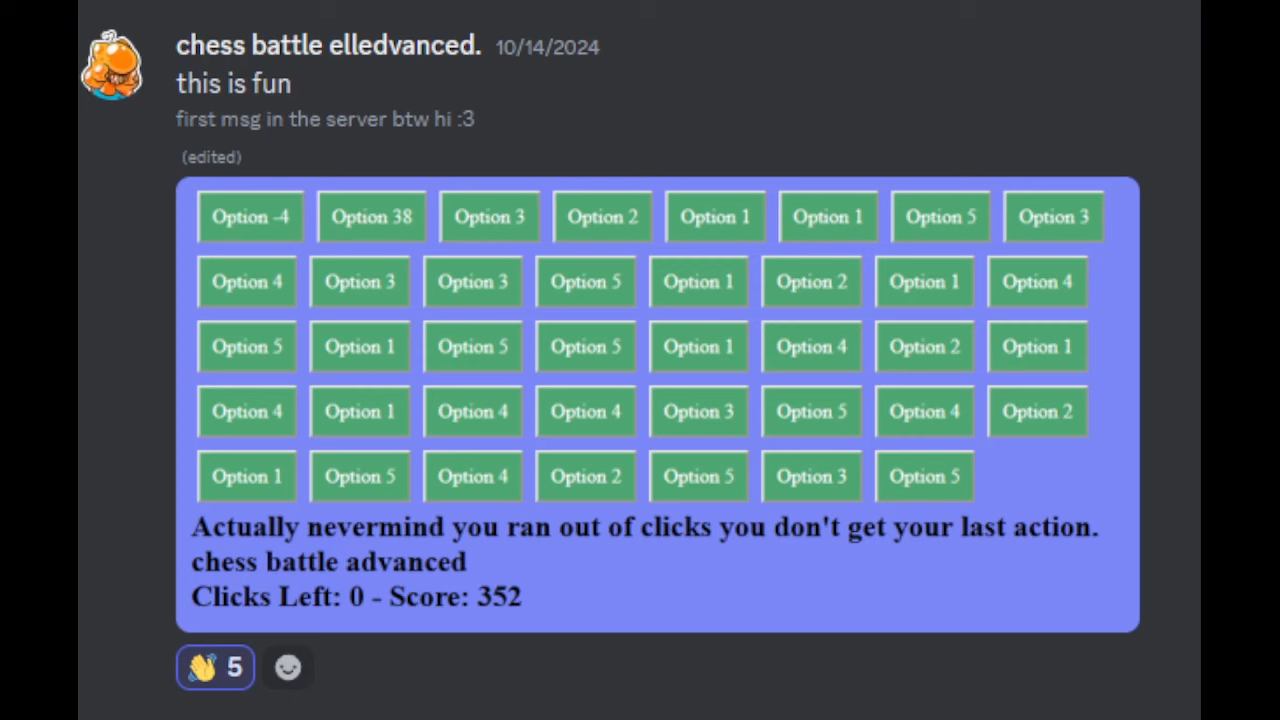 chess battle elledvanced. 10/14/2024
this is fun
first msg in the server btw hi :3
(edited)
Option -4 Option 38 Option 3 Option 2 Option 1 Option 1 Option 5 Option 3
Option 4 Option 3 Option 3 Option 5 Option 1 Option 2 Option 1 Option 4
Option 5 Option 1 Option 5 Option 5 Option 1 Option 4 Option 2 Option 1
Option 4 Option 1 Option 4 Option 4 Option 3 Option 5 Option 4 Option 2
Option 1 Option 5 Option 4 Option 2 Option 5 Option 3 Option 5
Actually nevermind you ran out of clicks you don't get your last action.
chess battle advanced
Clicks Left: 0 - Score: 352
5